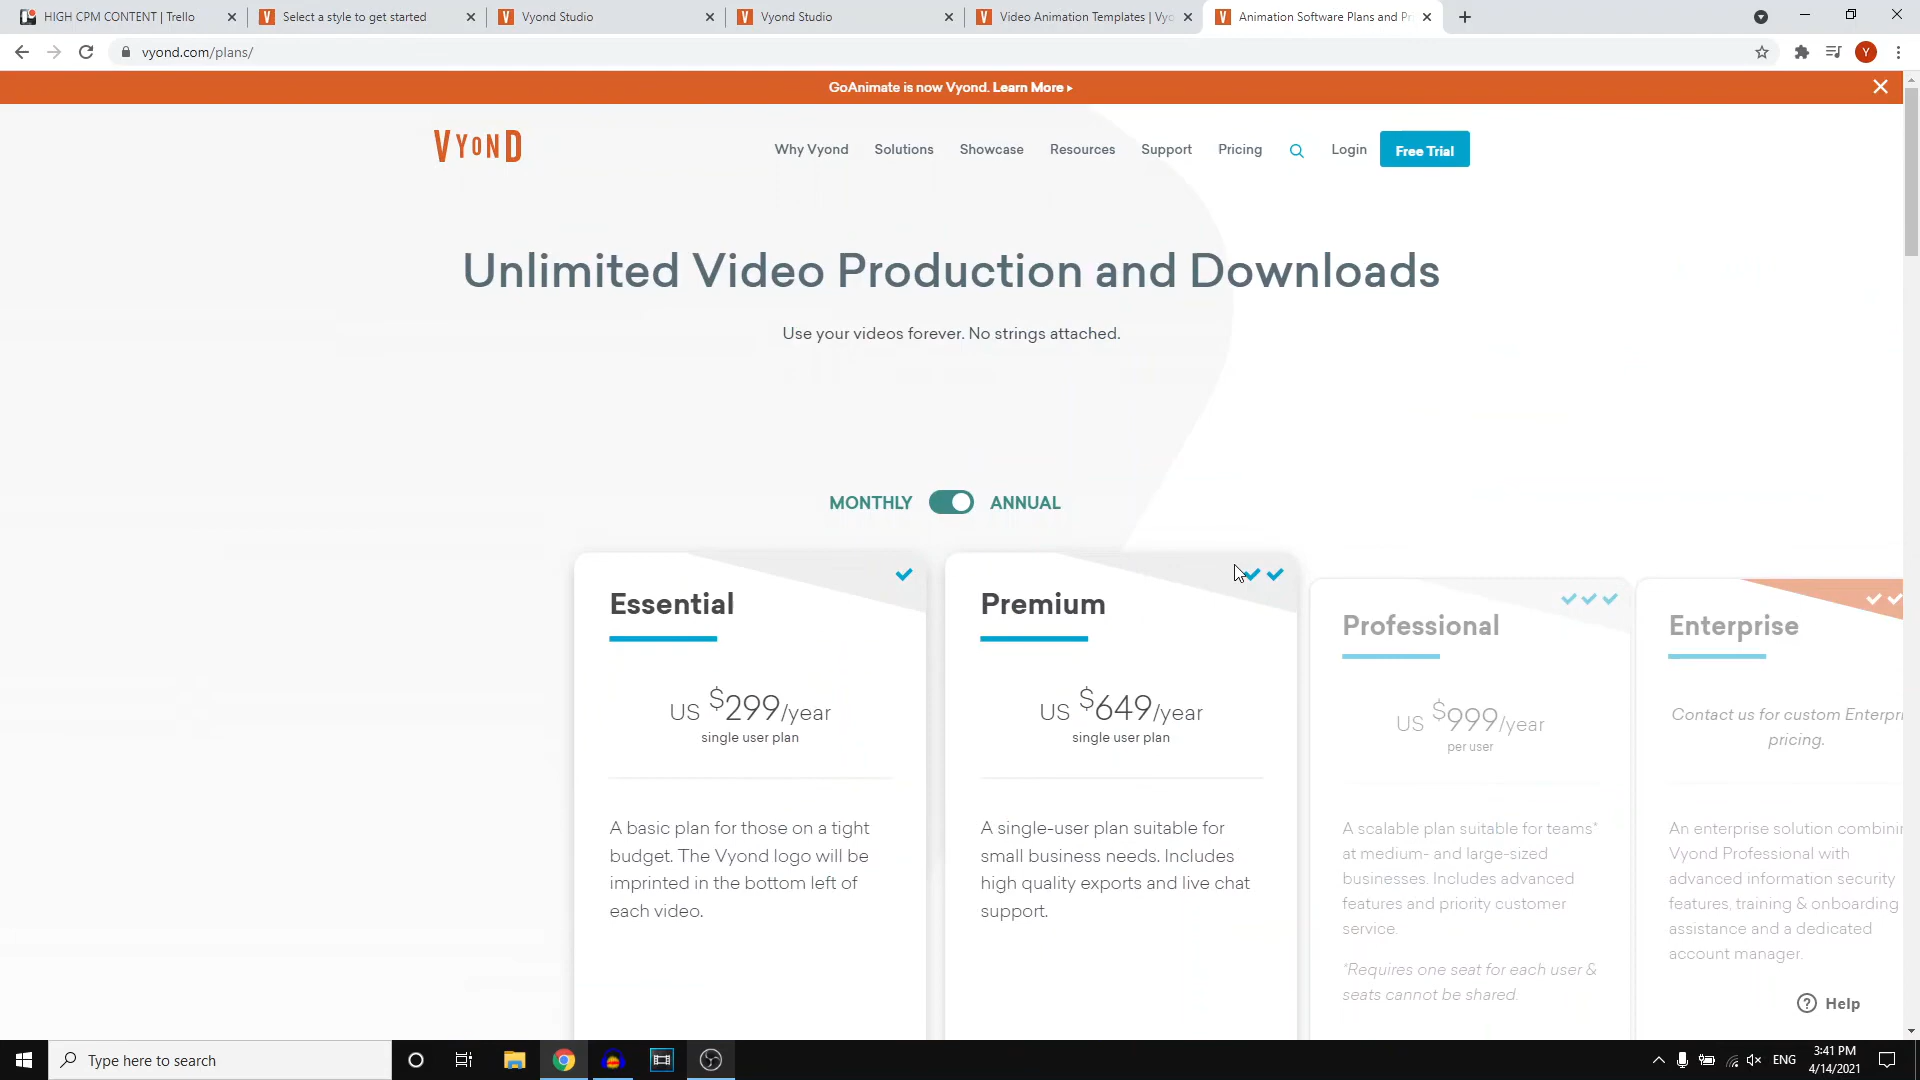 HIGH CPM CONTENT | Trello
Select a style to get started
Vyond Studio
Vyond Studio
Video Animation Templates | Vyo
Animation Software Plans and Pr
vyond.com/plans/
Y
GoAnimate is now Vyond. Learn More ▸
VYOND
Why Vyond
Solutions
Showcase
Resources
Support
Pricing
Login
Free Trial
Unlimited Video Production and Downloads
Use your videos forever. No strings attached.
MONTHLY
ANNUAL
Essential
US $299/year
single user plan
A basic plan for those on a tight
budget. The Vyond logo will be
imprinted in the bottom left of
each video.
Premium
US $649/year
single user plan
A single-user plan suitable for
small business needs. Includes
high quality exports and live chat
support.
Professional
US $999/year
per user
A scalable plan suitable for teams*
at medium- and large-sized
businesses. Includes advanced
features and priority customer
service.
*Requires one seat for each user &
seats cannot be shared.
Enterprise
Contact us for custom Enterpri
pricing.
An enterprise solution combinin
Vyond Professional with
advanced information security
features, training & onboarding
assistance and a dedicated
account manager.
Help
Type here to search
ENG
3:41 PM
4/14/2021